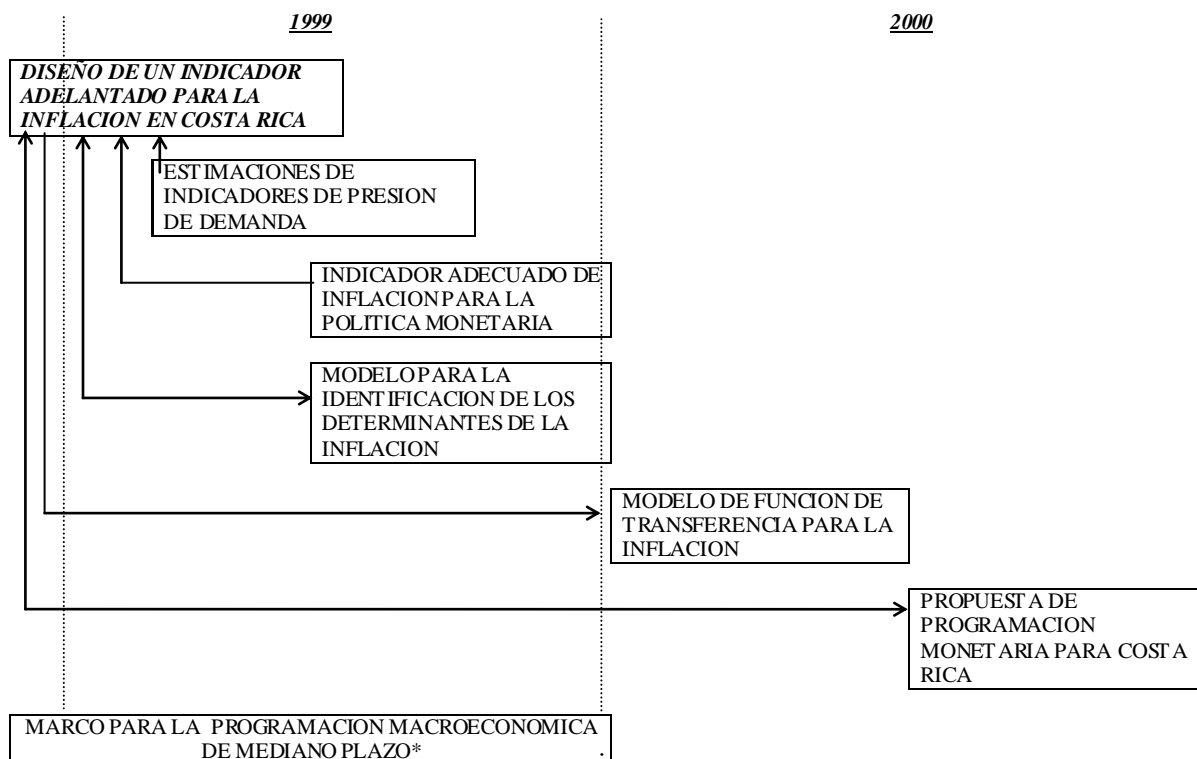 1999
2000
DISEÑO DE UN INDICADOR
ADELANTADO PARA LA
INFLACION EN COSTA RICA
ESTIMACIONES DE
INDICADORES DE PRESION
DE DEMANDA
INDICADOR ADECUADO DE
INFLACION PARA LA
POLITICA MONETARIA
MODELO PARA LA
IDENTIFICACION DE LOS
DETERMINANTES DE LA
INFLACION
MODELO DE FUNCION DE
TRANSFERENCIA PARA LA
INFLACION
PROPUESTA DE
PROGRAMACION
MONETARIA PARA COSTA
RICA
MARCO PARA LA PROGRAMACION MACROECONOMICA
DE MEDIANO PLAZO*